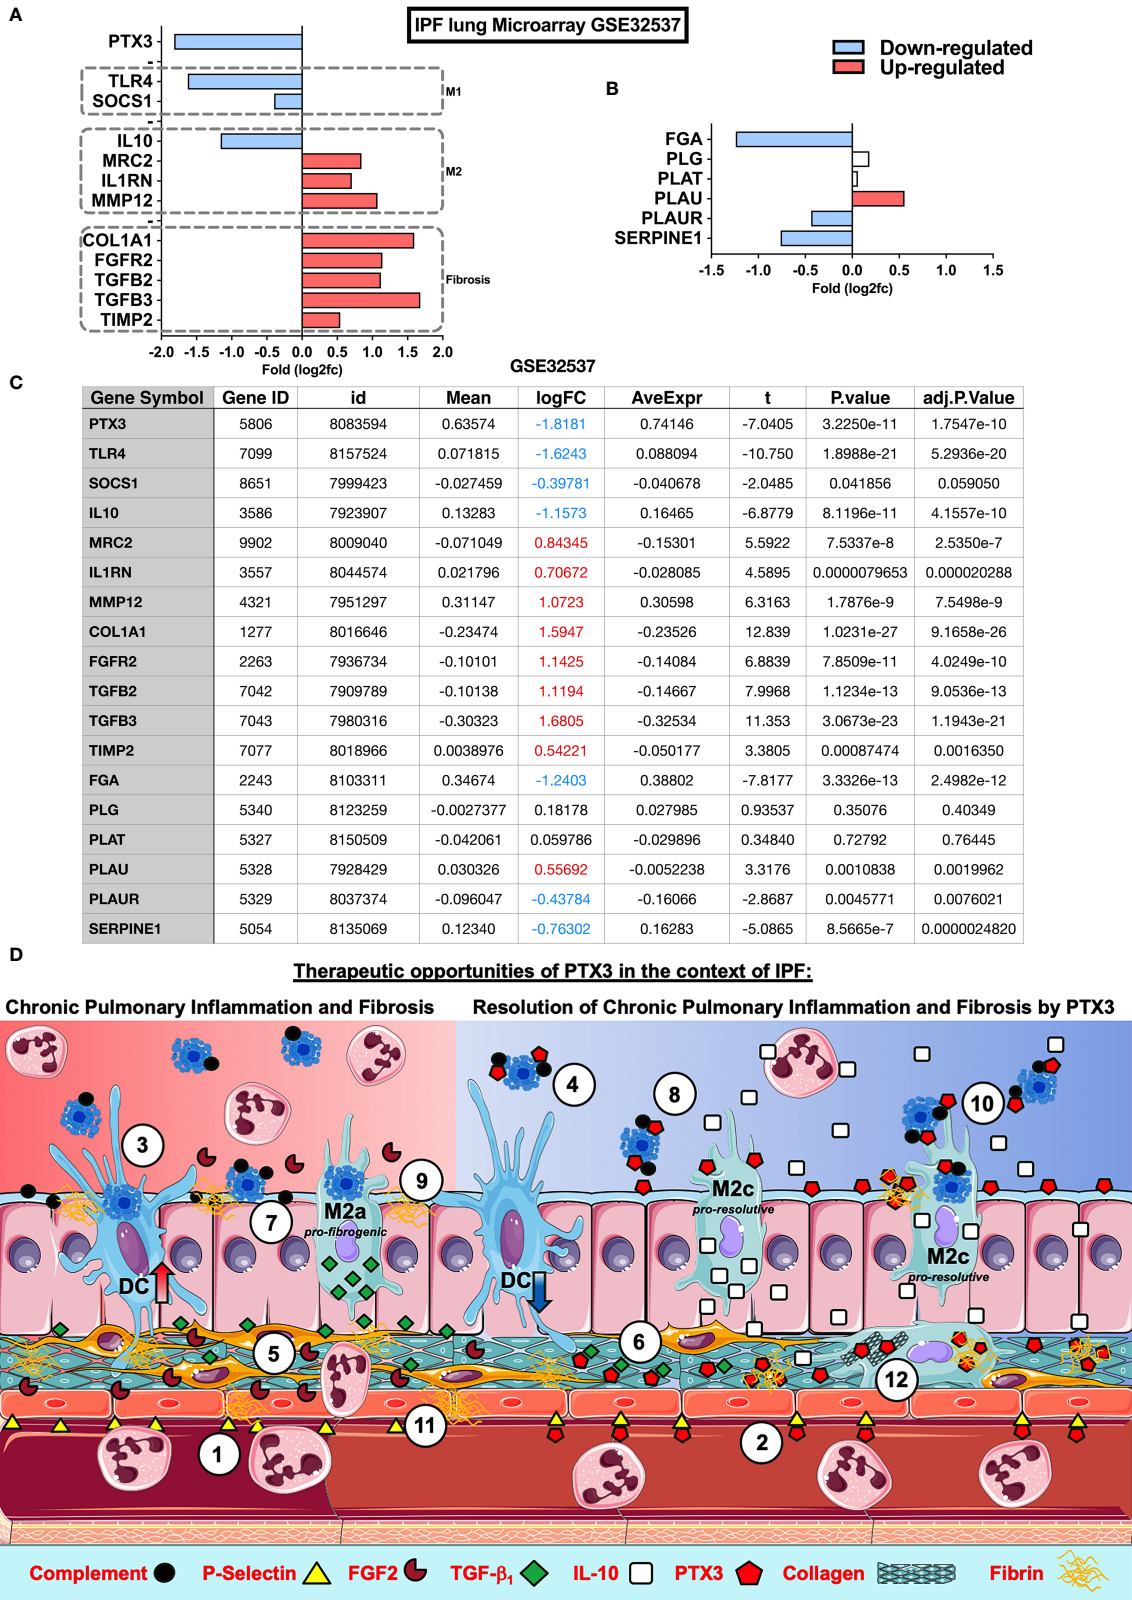 A
IPF lung Microarray GSE32537
Down-regulated
Up-regulated
PTX3
-
TLR4
SOCS1
M1
-
IL10
MRC2
IL1RN
MMP12
M2
-
COL1A1
FGFR2
TGFB2
TGFB3
TIMP2
Fibrosis
-2.0 -1.5 -1.0 -0.5 0.0 0.5 1.0 1.5 2.0
Fold (log2fc)
B
FGA
PLG
PLAT
PLAU
PLAUR
SERPINE1
-1.5 -1.0 -0.5 0.0 0.5 1.0 1.5
Fold (log2fc)
C
GSE32537
Gene Symbol Gene ID id Mean logFC AveExpr t P.value adj.P.Value
PTX3 5806 8083594 0.63574 -1.8181 0.74146 -7.0405 3.2250e-11 1.7547e-10
TLR4 7099 8157524 0.071815 -1.6243 0.088094 -10.750 1.8988e-21 5.2936e-20
SOCS1 8651 7999423 -0.027459 -0.39781 -0.040678 -2.0485 0.041856 0.059050
IL10 3586 7923907 0.13283 -1.1573 0.16465 -6.8779 8.1196e-11 4.1557e-10
MRC2 9902 8009040 -0.071049 0.84345 -0.15301 5.5922 7.5337e-8 2.5350e-7
IL1RN 3557 8044574 0.021796 0.70672 -0.028085 4.5895 0.0000079653 0.000020288
MMP12 4321 7951297 0.31147 1.0723 0.30598 6.3163 1.7876e-9 7.5498e-9
COL1A1 1277 8016646 -0.23474 1.5947 -0.23526 12.839 1.0231e-27 9.1658e-26
FGFR2 2263 7936734 -0.10101 1.1425 -0.14084 6.8839 7.8509e-11 4.0249e-10
TGFB2 7042 7909789 -0.10138 1.1194 -0.14667 7.9968 1.1234e-13 9.0536e-13
TGFB3 7043 7980316 -0.30323 1.6805 -0.32534 11.353 3.0673e-23 1.1943e-21
TIMP2 7077 8018966 0.0038976 0.54221 -0.050177 3.3805 0.00087474 0.0016350
FGA 2243 8103311 0.34674 -1.2403 0.38802 -7.8177 3.3326e-13 2.4982e-12
PLG 5340 8123259 -0.0027377 0.18178 0.027985 0.93537 0.35076 0.40349
PLAT 5327 8150509 -0.042061 0.059786 -0.029896 0.34840 0.72792 0.76445
PLAU 5328 7928429 0.030326 0.55692 -0.0052238 3.3176 0.0010838 0.0019962
PLAUR 5329 8037374 -0.096047 -0.43784 -0.16066 -2.8687 0.0045771 0.0076021
SERPINE1 5054 8135069 0.12340 -0.76302 0.16283 -5.0865 8.5665e-7 0.0000024820
D
Therapeutic opportunities of PTX3 in the context of IPF:
Chronic Pulmonary Inflammation and Fibrosis
Resolution of Chronic Pulmonary Inflammation and Fibrosis by PTX3
4
8
10
3
9
7
M2a
pro-fibrogenic
M2c
pro-resolutive
M2c
pro-resolutive
DC
DC
5
6
12
11
1
2
Complement P-Selectin FGF2 TGF-β1 IL-10 PTX3 Collagen Fibrin